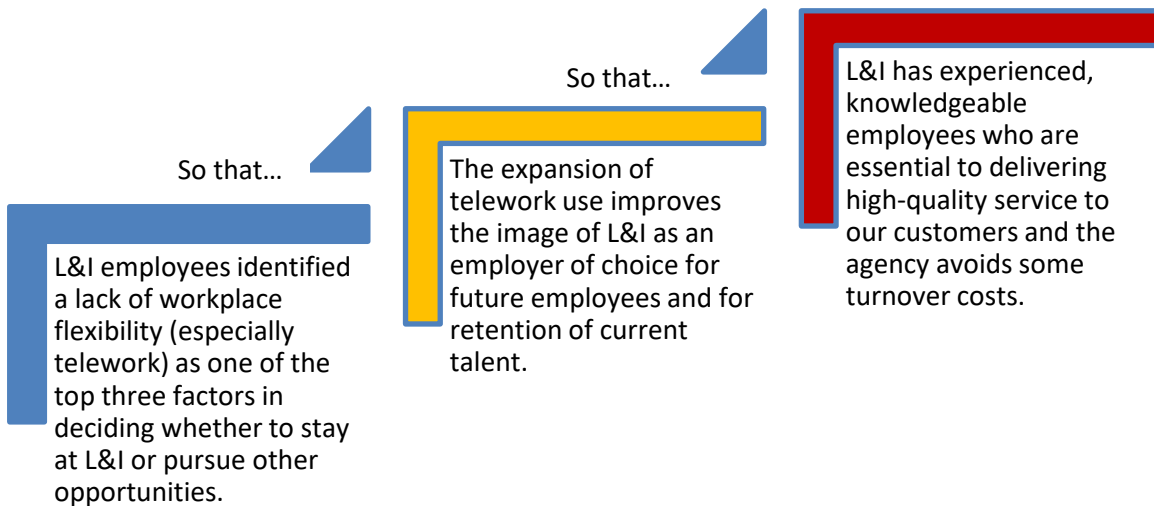 So that…
L&I employees identified
a lack of workplace
flexibility (especially
telework) as one of the
top three factors in
deciding whether to stay
at L&I or pursue other
opportunities.
So that…
The expansion of
telework use improves
the image of L&I as an
employer of choice for
future employees and for
retention of current
talent.
L&I has experienced,
knowledgeable
employees who are
essential to delivering
high-quality service to
our customers and the
agency avoids some
turnover costs.